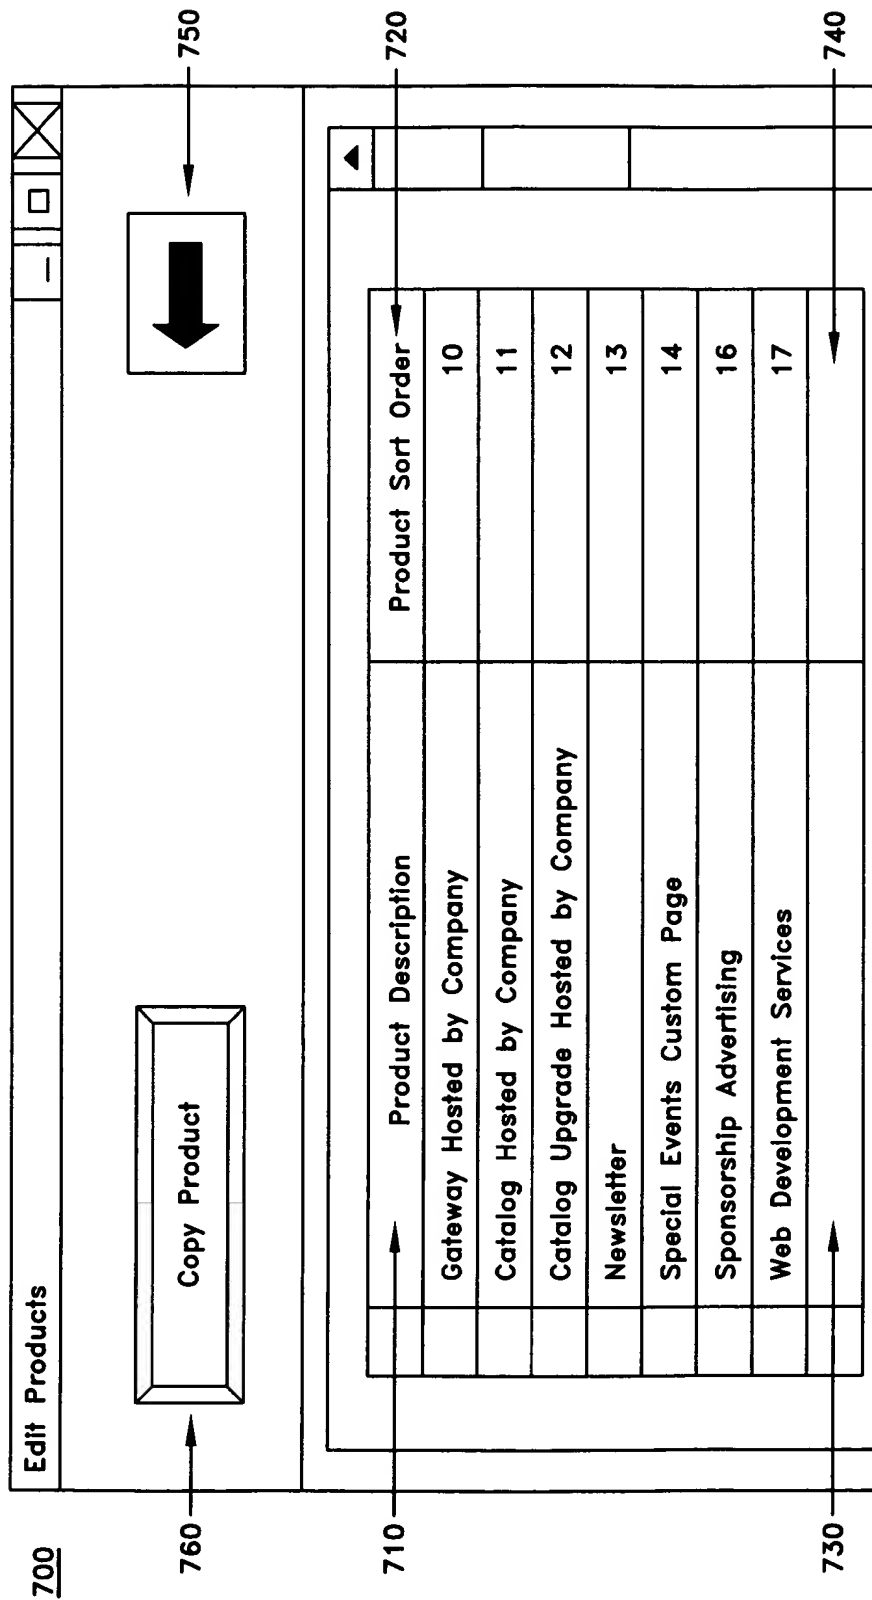 700
Edit Products
760
Copy Product
750
710
Product Description Product Sort Order
720
Gateway Hosted by Company 10
Catalog Hosted by Company 11
Catalog Upgrade Hosted by Company 12
Newsletter 13
Special Events Custom Page 14
Sponsorship Advertising 16
Web Development Services 17
730
740